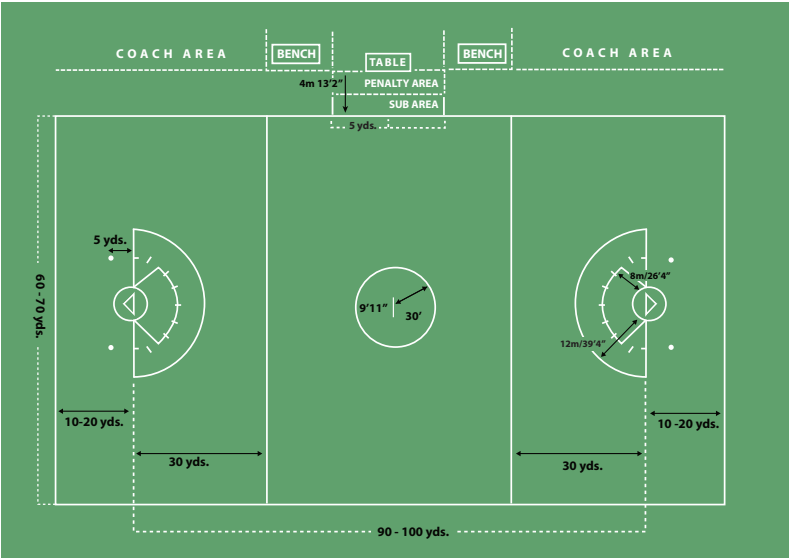 COACH AREA
BENCH
TABLE
BENCH
COACH AREA
4m 13'2"
PENALTY AREA
SUB AREA
5 yds.
5 yds.
8m/26'4"
60 - 70 yds.
9'11"
30'
12m/39'4"
10-20 yds.
10 -20 yds.
30 yds.
30 yds.
90 - 100 yds.